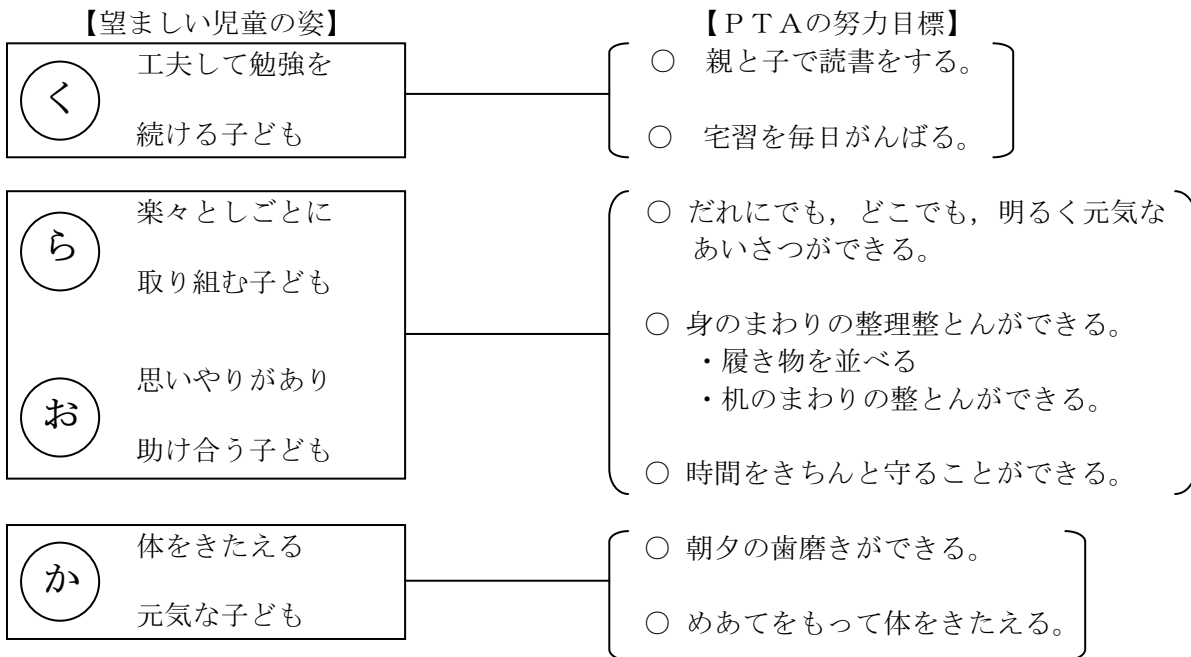 【望ましい児童の姿】
【ＰＴＡの努力目標】
く
工夫して勉強を
続ける子ども
○　親と子で読書をする。
○　宅習を毎日がんばる。
ら
楽々としごとに
取り組む子ども
お
思いやりがあり
助け合う子ども
○ だれにでも，どこでも，明るく元気な
あいさつができる。
○ 身のまわりの整理整とんができる。
・履き物を並べる
・机のまわりの整とんができる。
○ 時間をきちんと守ることができる。
か
体をきたえる
元気な子ども
○ 朝夕の歯磨きができる。
○ めあてをもって体をきたえる。